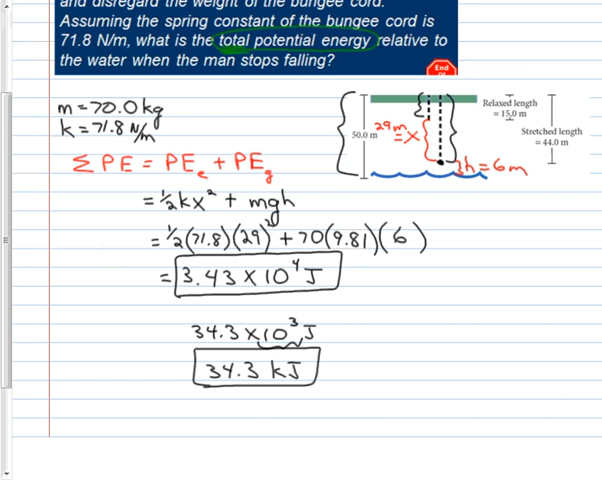 and disregard the weight of the bungee cord.
Assuming the spring constant of the bungee cord is
71.8 N/m, what is the total potential energy relative to
the water when the man stops falling?
End
Of
m = 70.0 kg
k = 71.8 N/m
50.0 m
29 m
= x
Relaxed length
= 15.0 m
Stretched length
= 44.0 m
h = 6 m
Σ PE = PEe + PEg
= ½kx² + mgh
= ½(71.8)(29)² + 70(9.81)(6)
= 3.43 × 10⁴ J
34.3 × 10³ J
34.3 kJ